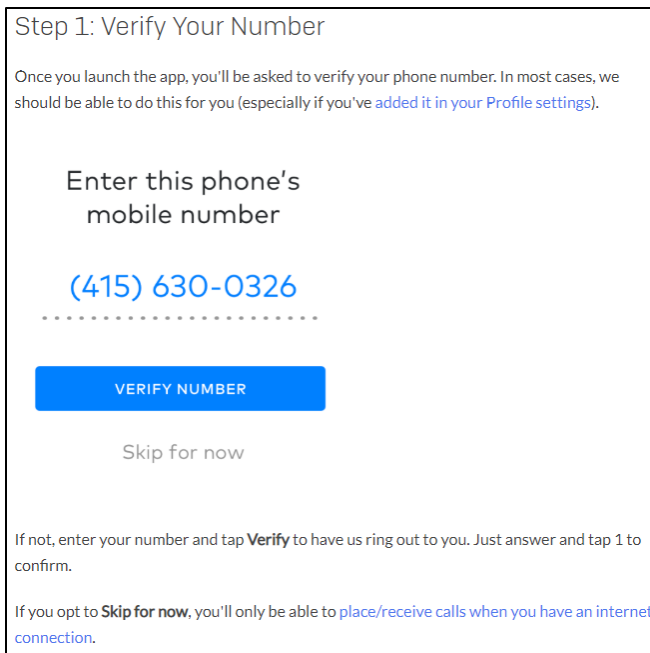 Step 1: Verify Your Number
Once you launch the app, you'll be asked to verify your phone number. In most cases, we
should be able to do this for you (especially if you've added it in your Profile settings).
Enter this phone's
mobile number
(415) 630-0326
VERIFY NUMBER
Skip for now
If not, enter your number and tap Verify to have us ring out to you. Just answer and tap 1 to
confirm.
If you opt to Skip for now, you'll only be able to place/receive calls when you have an internet
connection.